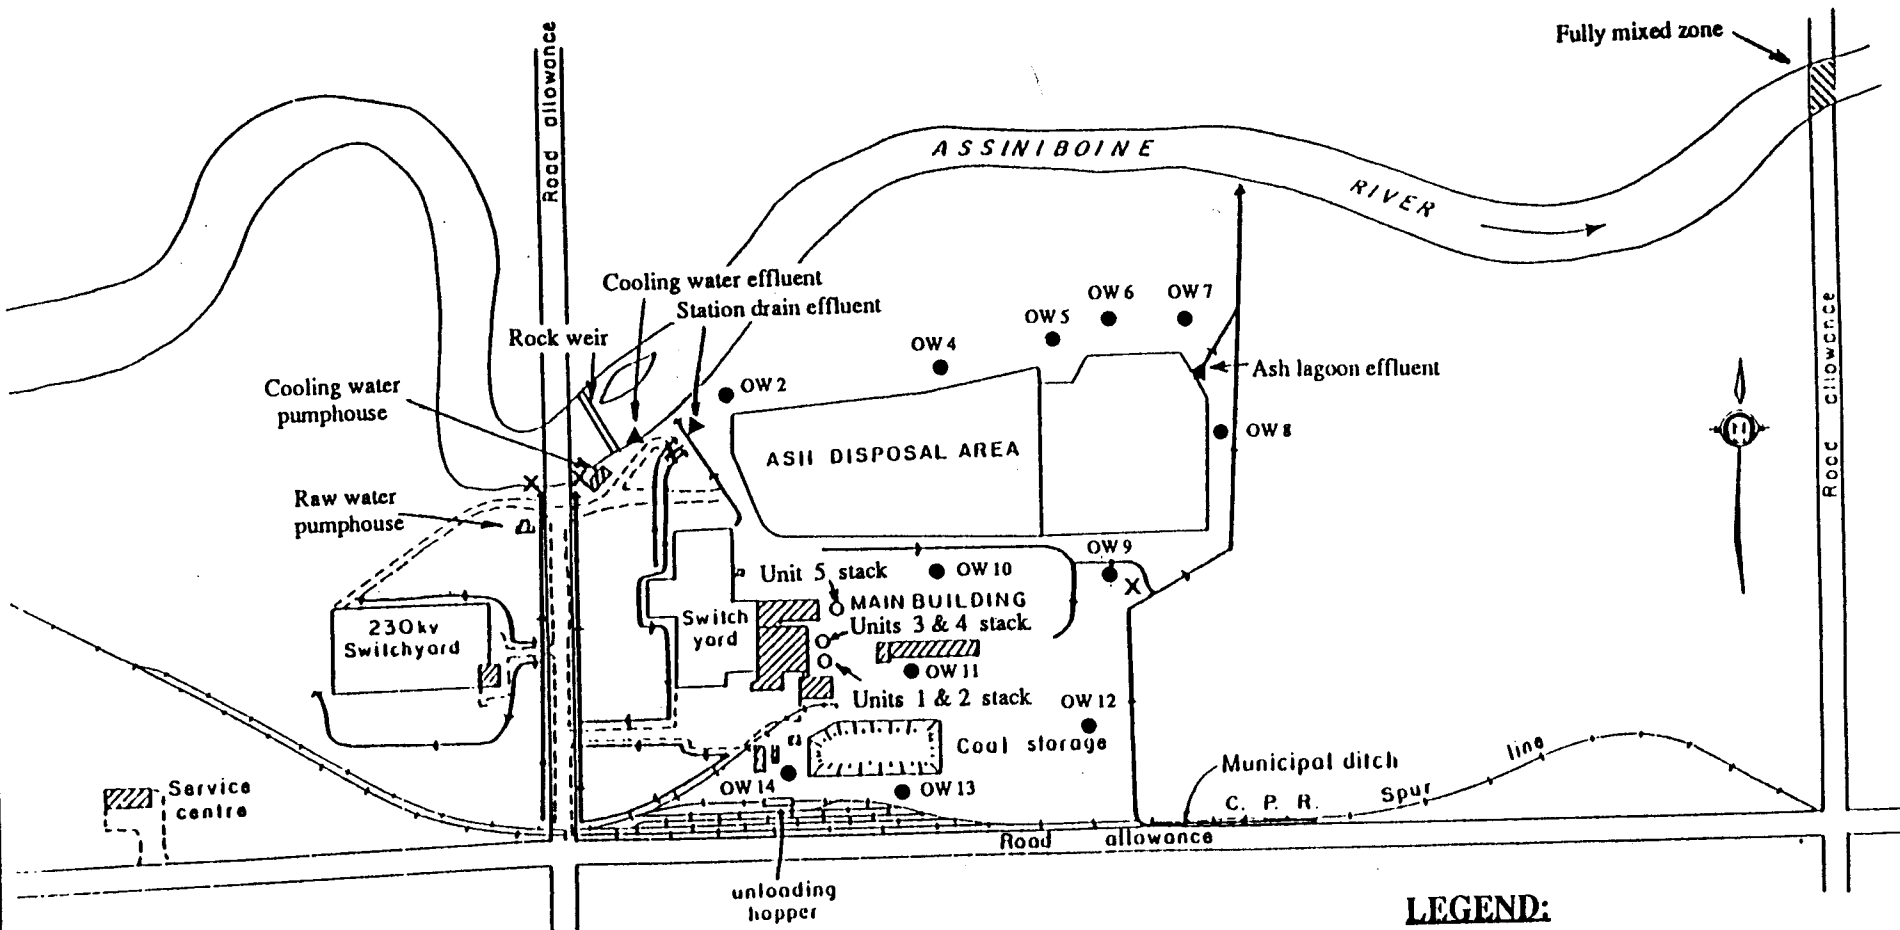 Fully mixed zone
Road allowance
ASSINIBOINE
RIVER
Cooling water effluent
Station drain effluent
Rock weir
OW 6
OW 7
OW 5
OW 4
Ash lagoon effluent
Cooling water
pumphouse
OW 2
OW 8
Road allowance
N
ASH DISPOSAL AREA
Raw water
pumphouse
OW 9
Unit 5 stack
OW 10
MAIN BUILDING
230kv
Switchyard
Switch
yard
Units 3 & 4 stack
OW 11
Units 1 & 2 stack
OW 12
Coal storage
Service
centre
OW 14
OW 13
Municipal ditch
C. P. R. Spur line
Road allowance
unloading
hopper
LEGEND: